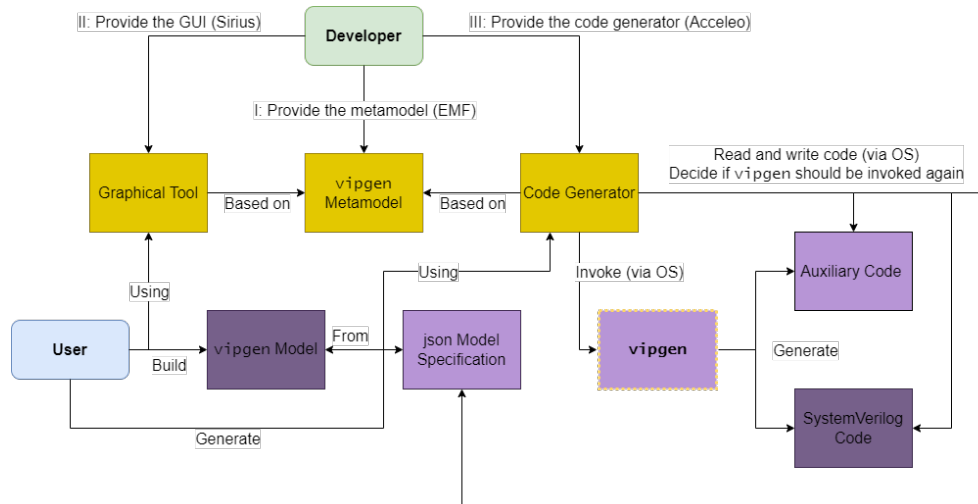 II: Provide the GUI (Sirius)
III: Provide the code generator (Acceleo)
Developer
I: Provide the metamodel (EMF)
Graphical Tool
Based on
vipgen
Metamodel
Based on
Code Generator
Read and write code (via OS)
Decide if vipgen should be invoked again
Using
Using
Invoke (via OS)
Auxiliary Code
User
Build
vipgen Model
From
json Model
Specification
vipgen
Generate
Generate
SystemVerilog
Code